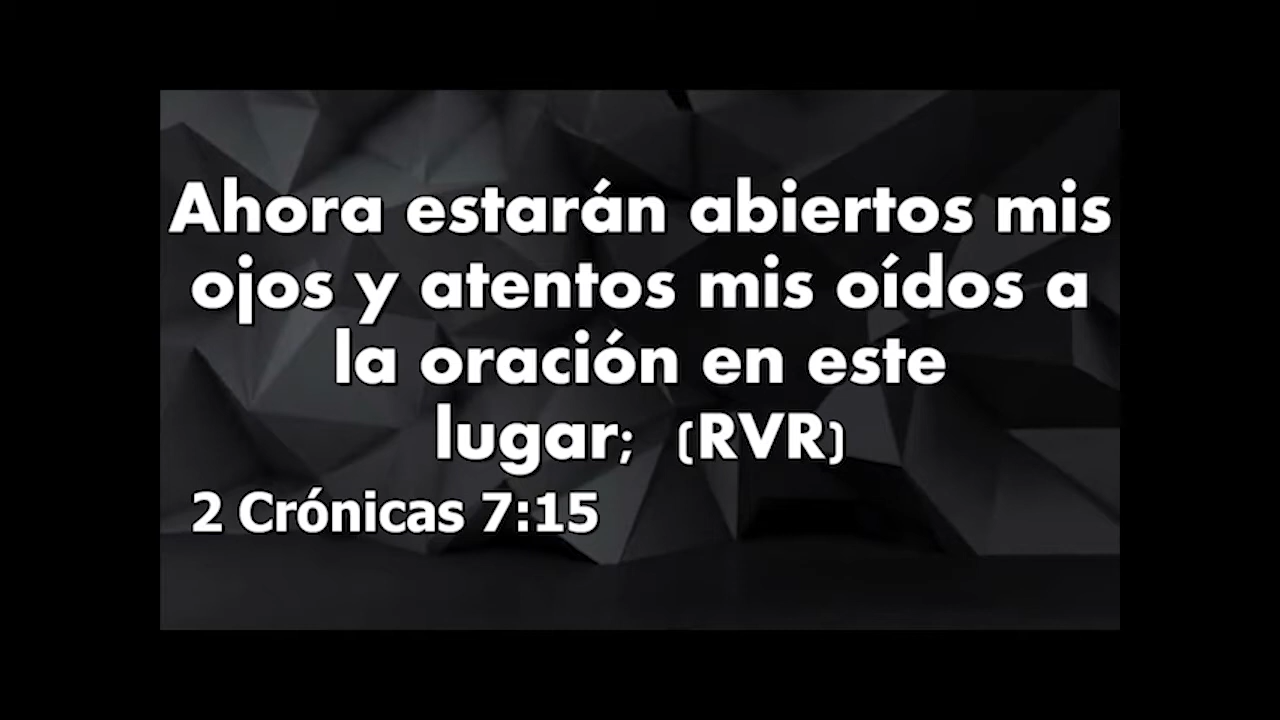 Ahora estarán abiertos mis
ojos y atentos mis oídos a
la oración en este
lugar; (RVR)
2 Crónicas 7:15